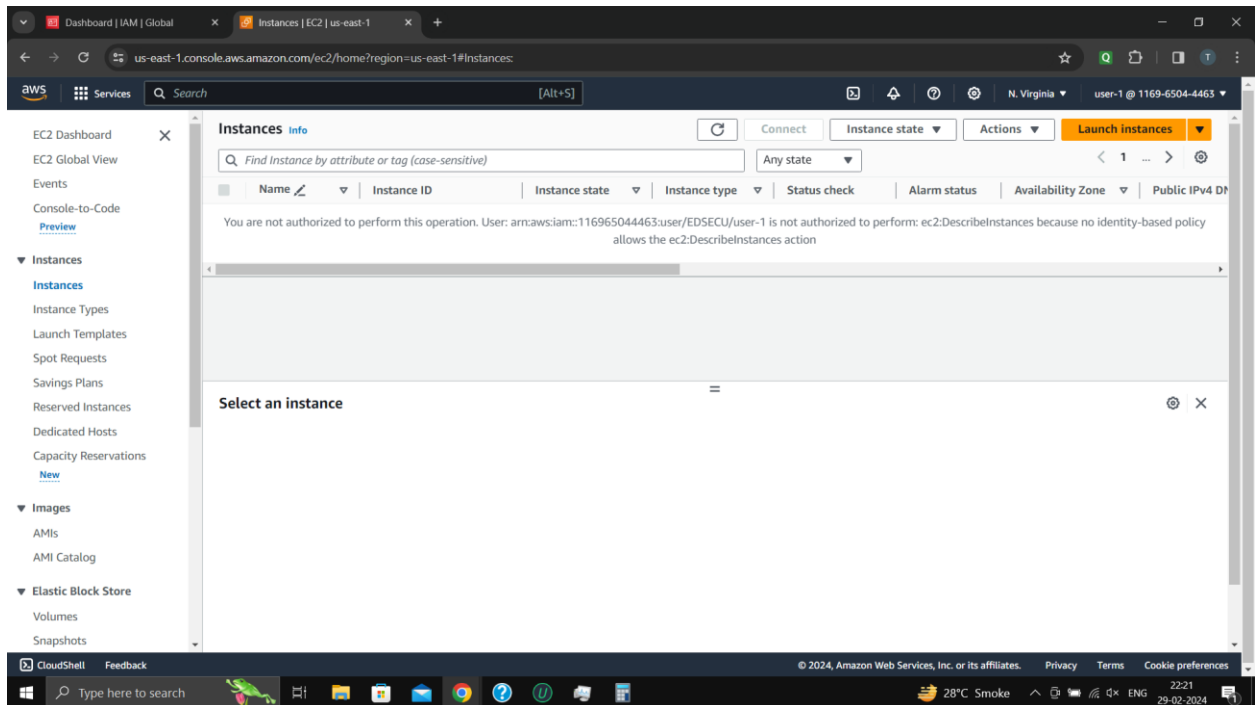 Dashboard | IAM | Global
Instances | EC2 | us-east-1
us-east-1.console.aws.amazon.com/ec2/home?region=us-east-1#Instances:
Q
T
aws
Services
Search
[Alt+S]
N. Virginia
user-1 @ 1169-6504-4463
EC2 Dashboard
EC2 Global View
Events
Console-to-Code
Preview
Instances
Instances
Instance Types
Launch Templates
Spot Requests
Savings Plans
Reserved Instances
Dedicated Hosts
Capacity Reservations
New
Images
AMIs
AMI Catalog
Elastic Block Store
Volumes
Snapshots
Instances Info
Connect
Instance state
Actions
Launch instances
Find Instance by attribute or tag (case-sensitive)
Any state
1 ...
Name
Instance ID
Instance state
Instance type
Status check
Alarm status
Availability Zone
Public IPv4 DN
You are not authorized to perform this operation. User: arn:aws:iam::116965044463:user/EDSECU/user-1 is not authorized to perform: ec2:DescribeInstances because no identity-based policy
allows the ec2:DescribeInstances action
Select an instance
CloudShell
Feedback
© 2024, Amazon Web Services, Inc. or its affiliates.
Privacy
Terms
Cookie preferences
Type here to search
28°C Smoke
ENG
22:21
29-02-2024
1